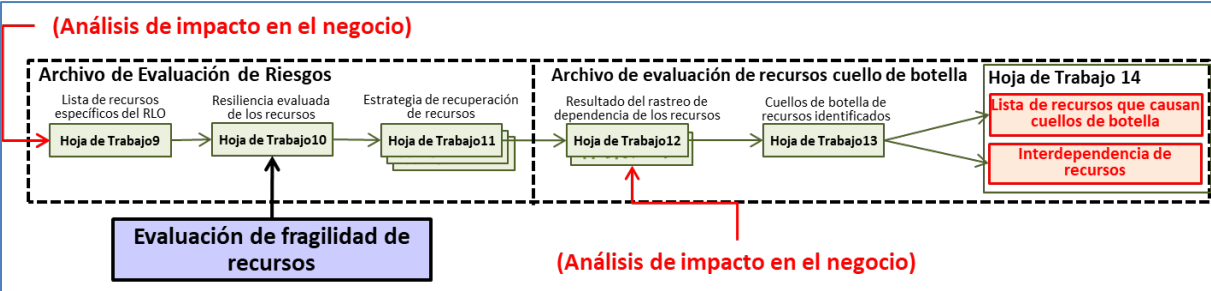 (Análisis de impacto en el negocio)
Archivo de Evaluación de Riesgos
Lista de recursos
específicos del RLO
Hoja de Trabajo9
Resiliencia evaluada
de los recursos
Hoja de Trabajo10
Estrategia de recuperación
de recursos
Hoja de Trabajo11
Archivo de evaluación de recursos cuello de botella
Resultado del rastreo de
dependencia de los recursos
Hoja de Trabajo12
Cuellos de botella de
recursos identificados
Hoja de Trabajo13
Hoja de Trabajo 14
Lista de recursos que causan
cuellos de botella
Interdependencia de
recursos
Evaluación de fragilidad de
recursos
(Análisis de impacto en el negocio)